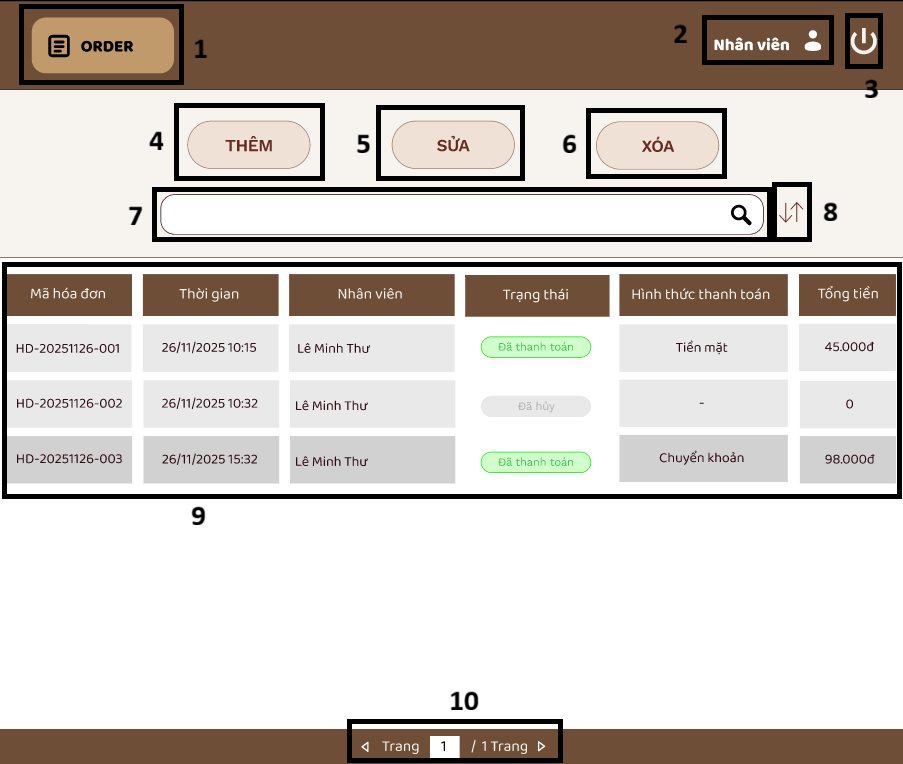 ORDER
1
2
Nhân viên
3
4
THÊM
5
SỬA
6
XÓA
7
8
Mã hóa đơn Thời gian Nhân viên Trạng thái Hình thức thanh toán Tổng tiền
HD-20251126-001 26/11/2025 10:15 Lê Minh Thư Đã thanh toán Tiền mặt 45.000đ
HD-20251126-002 26/11/2025 10:32 Lê Minh Thư Đã hủy - 0
HD-20251126-003 26/11/2025 15:32 Lê Minh Thư Đã thanh toán Chuyển khoản 98.000đ
9
10
Trang 1 / 1 Trang